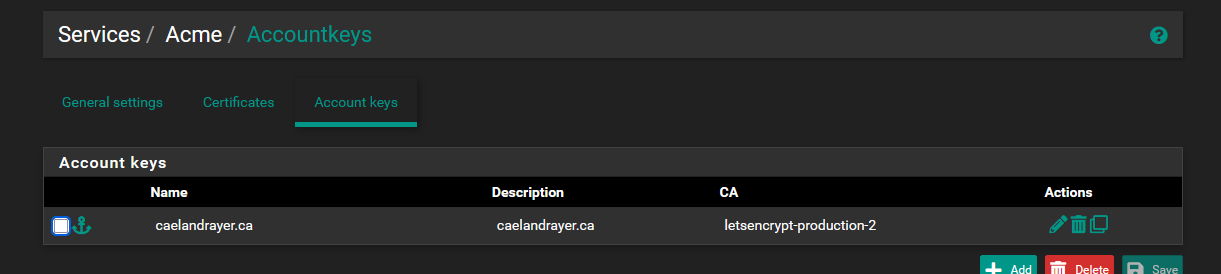 Services / Acme / Accountkeys
General settings Certificates Account keys
Account keys
Name Description CA Actions
caelandrayer.ca caelandrayer.ca letsencrypt-production-2
Add Delete Save